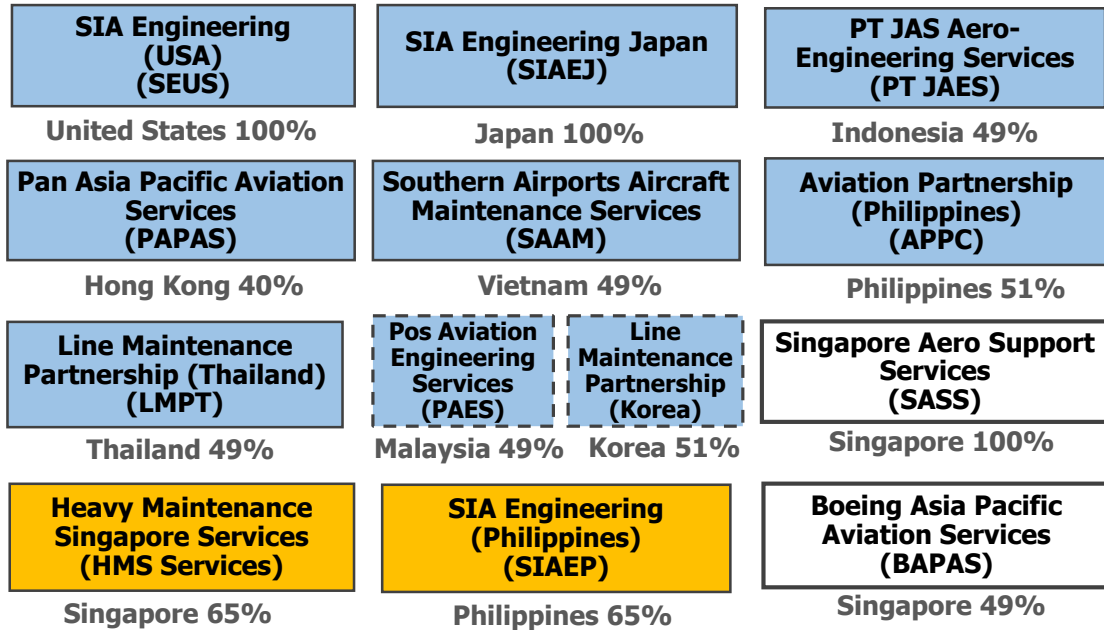 SIA Engineering
(USA)
(SEUS)
United States 100%
SIA Engineering Japan
(SIAEJ)
Japan 100%
PT JAS Aero-
Engineering Services
(PT JAES)
Indonesia 49%
Pan Asia Pacific Aviation
Services
(PAPAS)
Hong Kong 40%
Southern Airports Aircraft
Maintenance Services
(SAAM)
Vietnam 49%
Aviation Partnership
(Philippines)
(APPC)
Philippines 51%
Line Maintenance
Partnership (Thailand)
(LMPT)
Thailand 49%
Pos Aviation
Engineering
Services
(PAES)
Malaysia 49%
Line
Maintenance
Partnership
(Korea)
Korea 51%
Singapore Aero Support
Services
(SASS)
Singapore 100%
Heavy Maintenance
Singapore Services
(HMS Services)
Singapore 65%
SIA Engineering
(Philippines)
(SIAEP)
Philippines 65%
Boeing Asia Pacific
Aviation Services
(BAPAS)
Singapore 49%